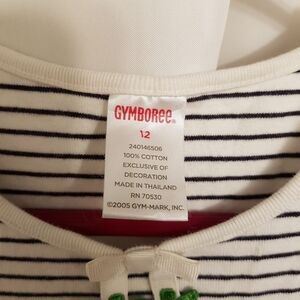 GYMBOREE®
12
240146506
100% COTTON
EXCLUSIVE OF
DECORATION
MADE IN THAILAND
RN 70530
©2005 GYM-MARK, INC.